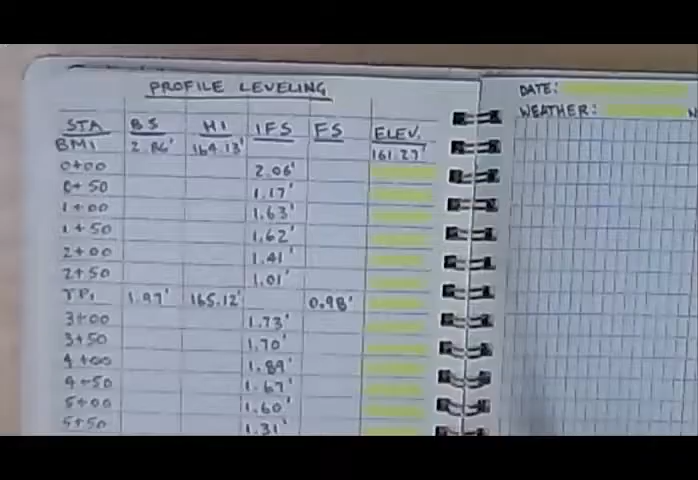 PROFILE LEVELING
DATE:
WEATHER:
STA BS HI IFS FS ELEV.
BM1 2.86' 164.13' 161.27'
0+00 2.06'
0+50 1.17'
1+00 1.63'
1+50 1.62'
2+00 1.41'
2+50 1.01'
TP1 1.97' 165.12' 0.98'
3+00 1.73'
3+50 1.70'
4+00 1.89'
4+50 1.67'
5+00 1.60'
5+50 1.31'